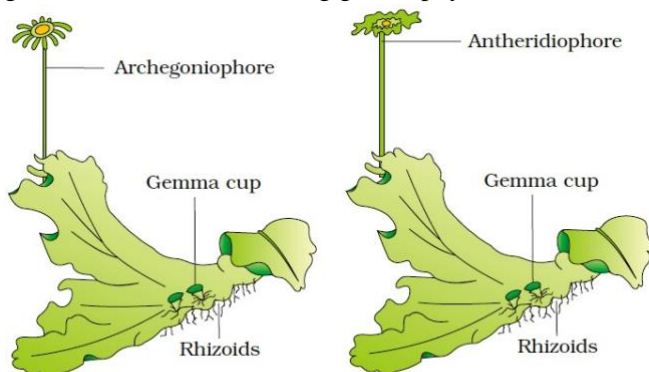 Archegoniophore
Antheridiophore
Gemma cup
Gemma cup
Rhizoids
Rhizoids